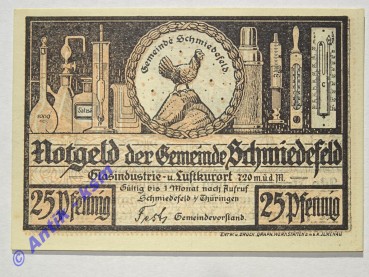 Gemeinde Schmiedefeld
Notgeld der Gemeinde Schmiedefeld
Glasindustrie- u. Luftkurort 720 m.ü.d.M.
Gültig bis 1 Monat nach Aufruf
Schmiedefeld i/Thüringen
Gemeindevorstand.
25 Pfennig
25 Pfennig